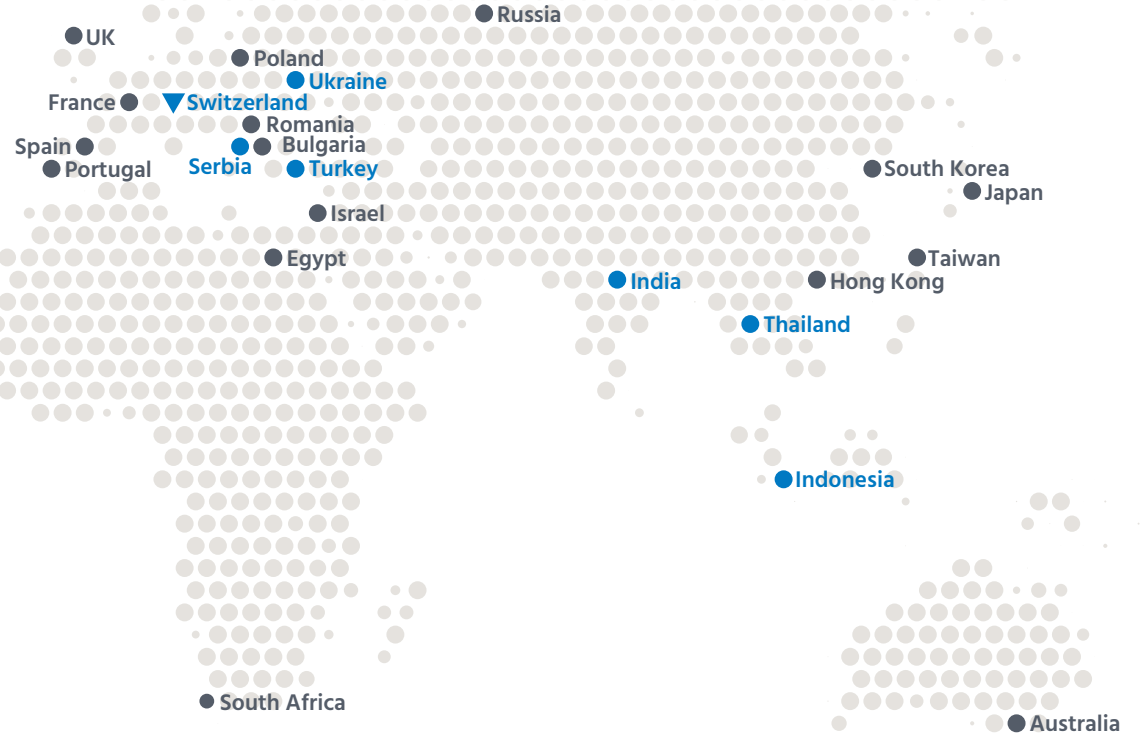 Russia
UK
Poland
Ukraine
France
Switzerland
Romania
Spain
Bulgaria
Serbia
Portugal
Turkey
South Korea
Japan
Israel
Egypt
Taiwan
India
Hong Kong
Thailand
Indonesia
South Africa
Australia